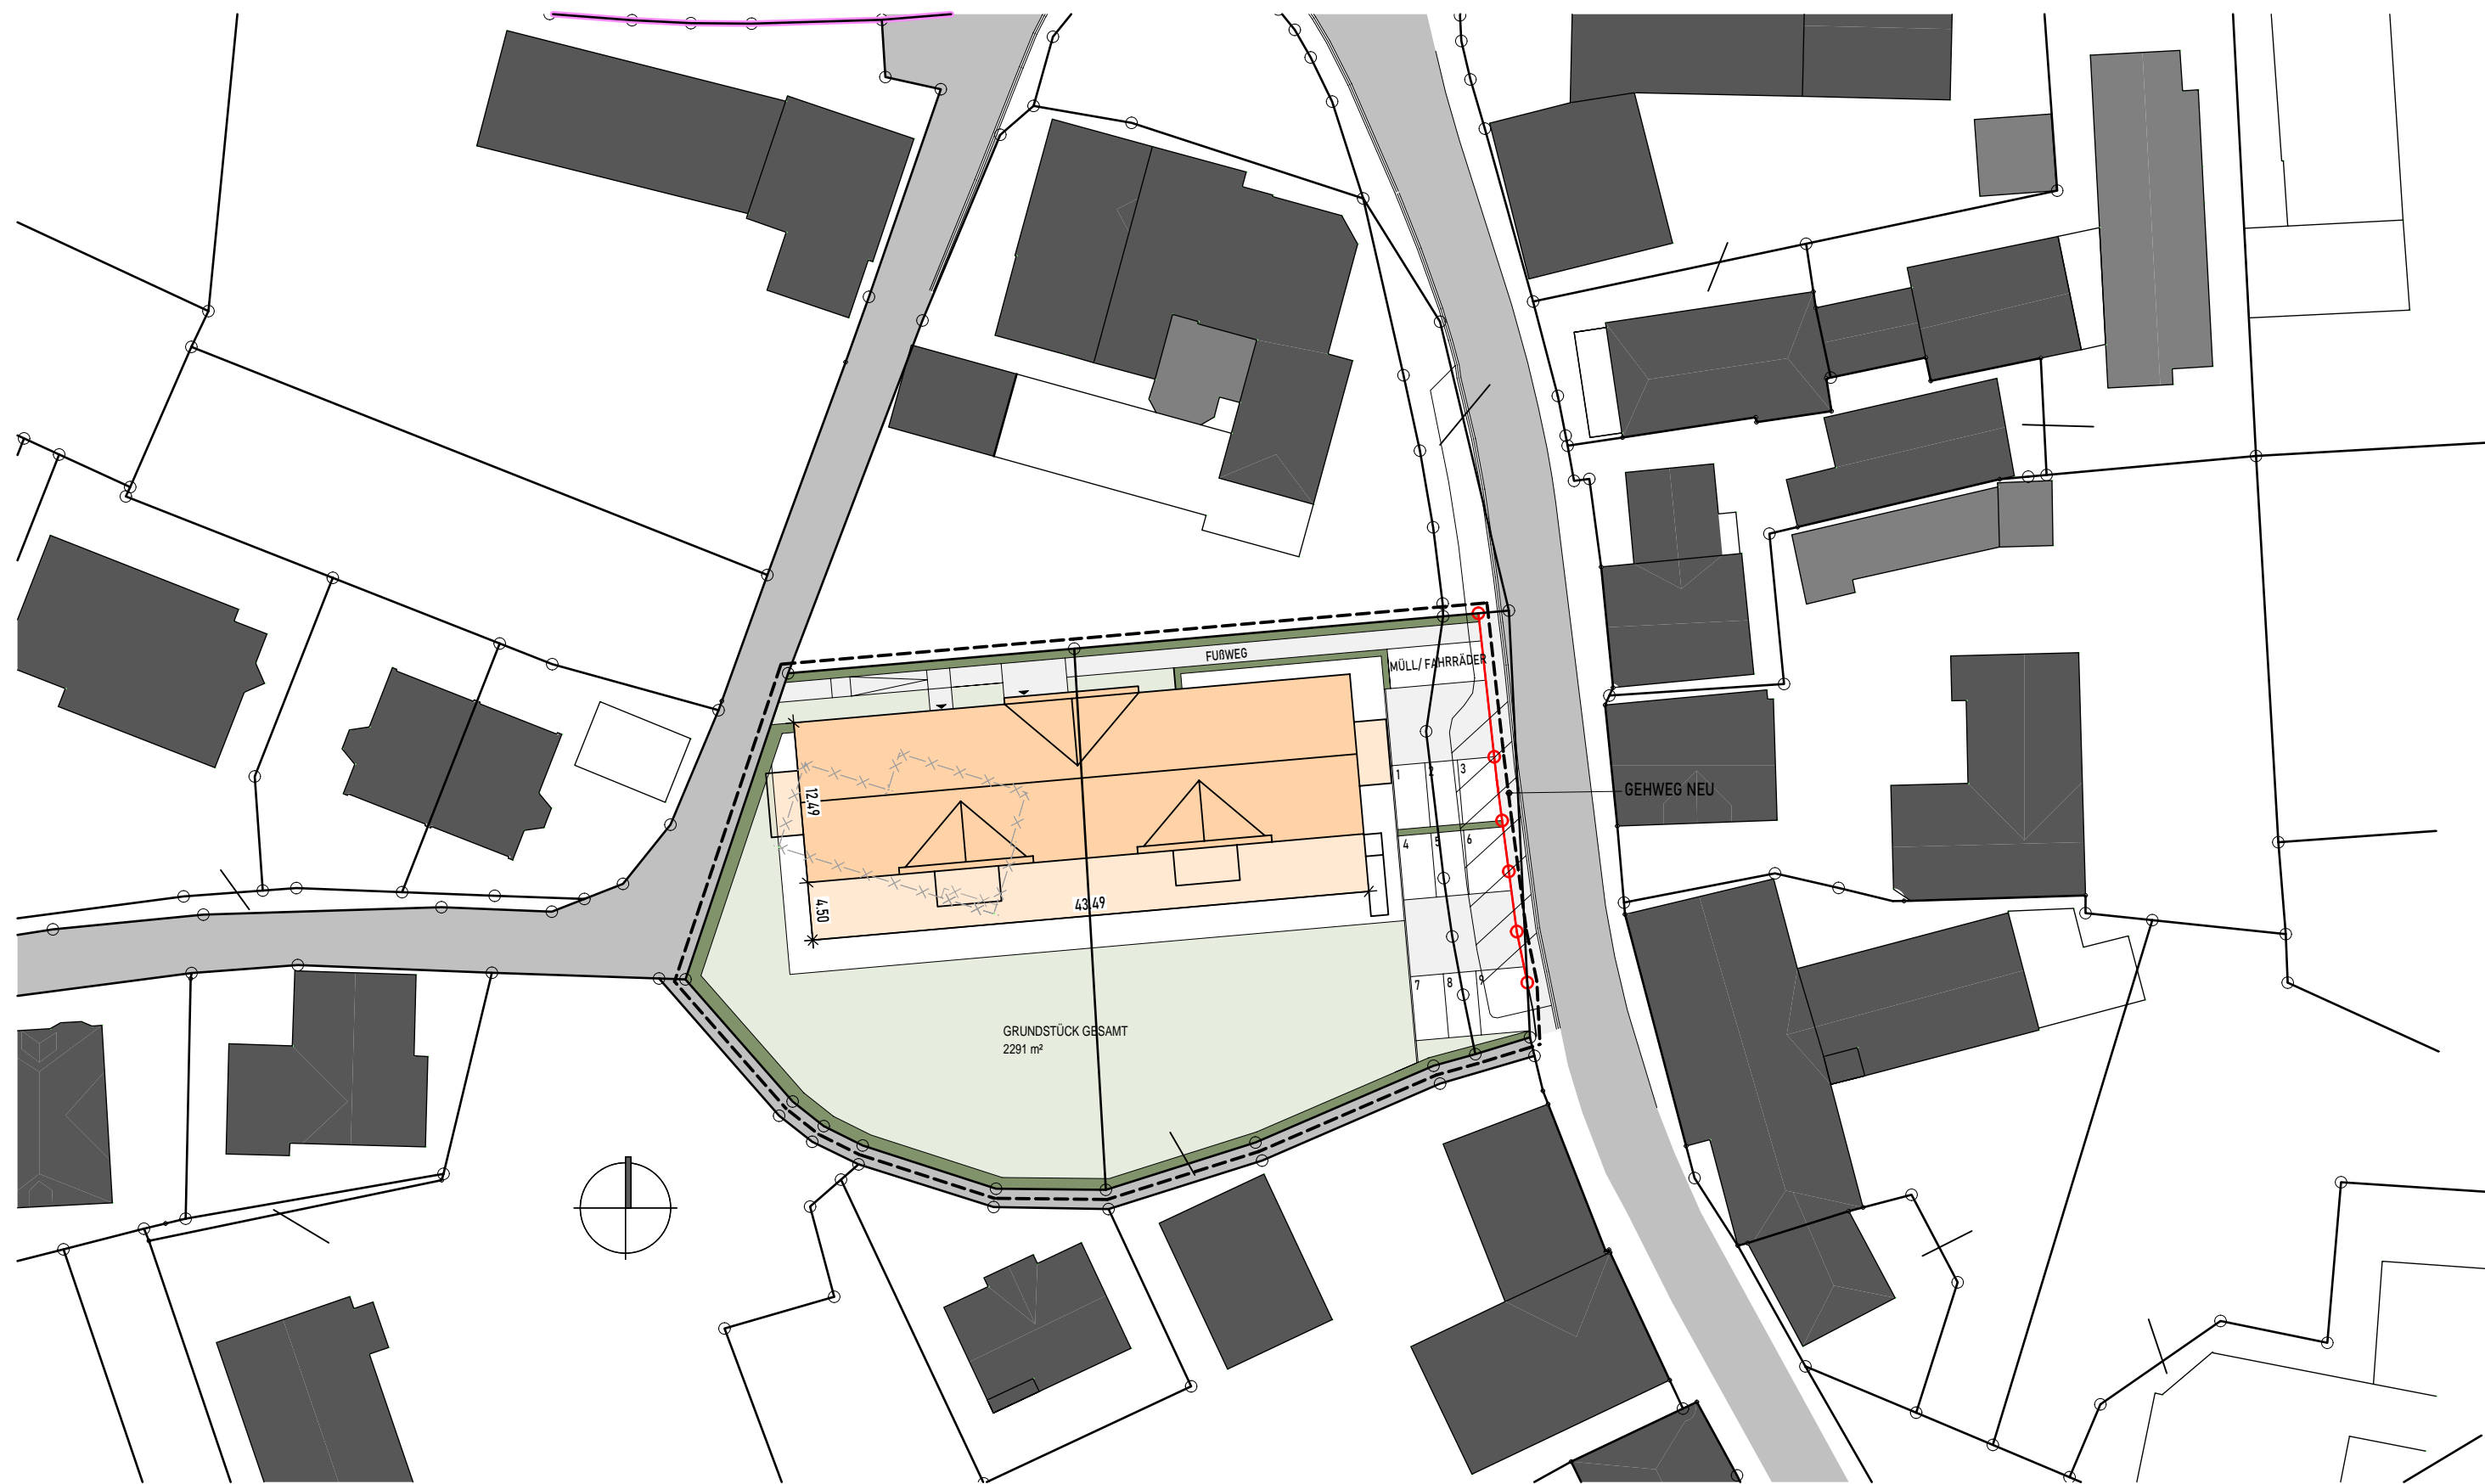 FUßWEG
MÜLL/ FAHRRÄDER
1
2
3
GEHWEG NEU
12.49
4
5
6
4.50
43.49
7
8
9
GRUNDSTÜCK GESAMT
2291 m²